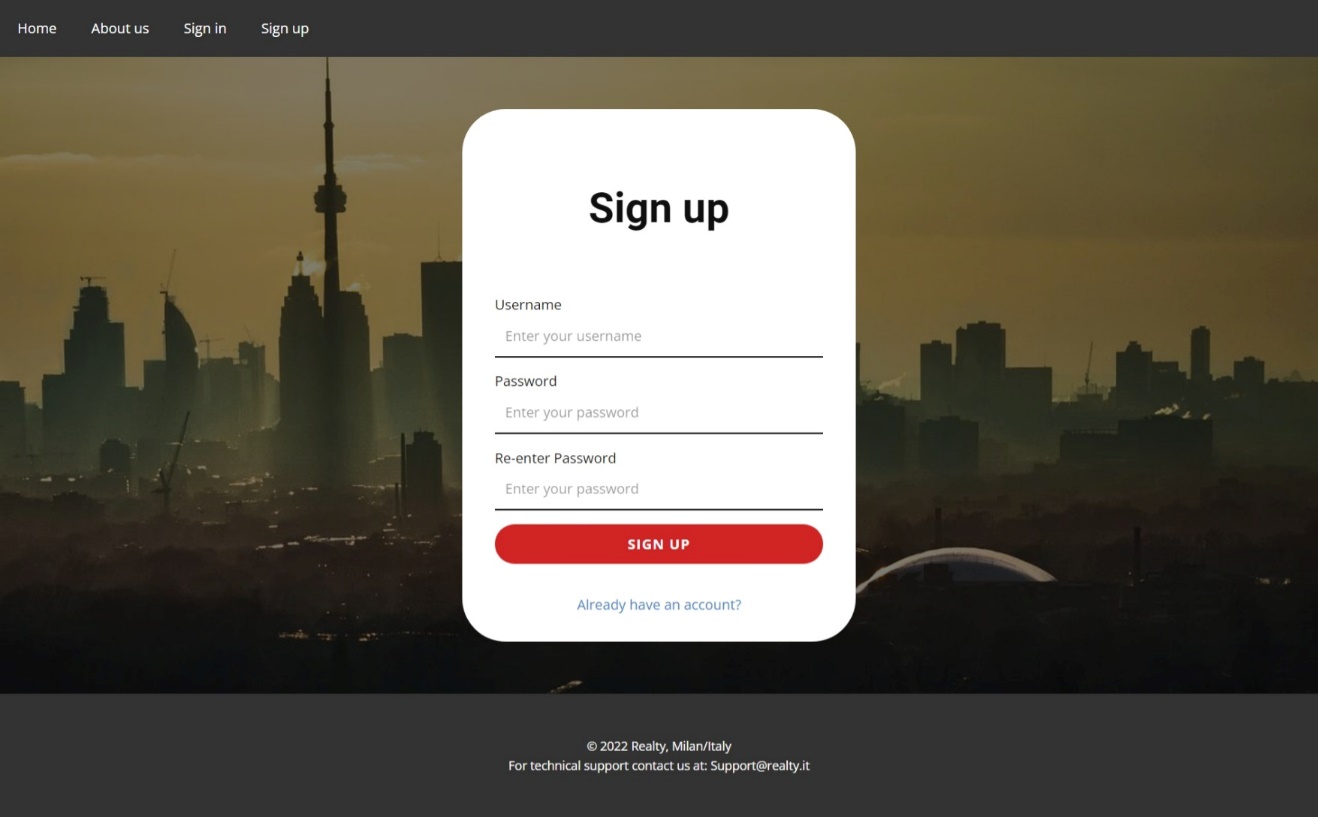 Home About us Sign in Sign up
Sign up
Username
Enter your username
Password
Enter your password
Re-enter Password
Enter your password
SIGN UP
Already have an account?
© 2022 Realty, Milan/Italy
For technical support contact us at: Support@realty.it